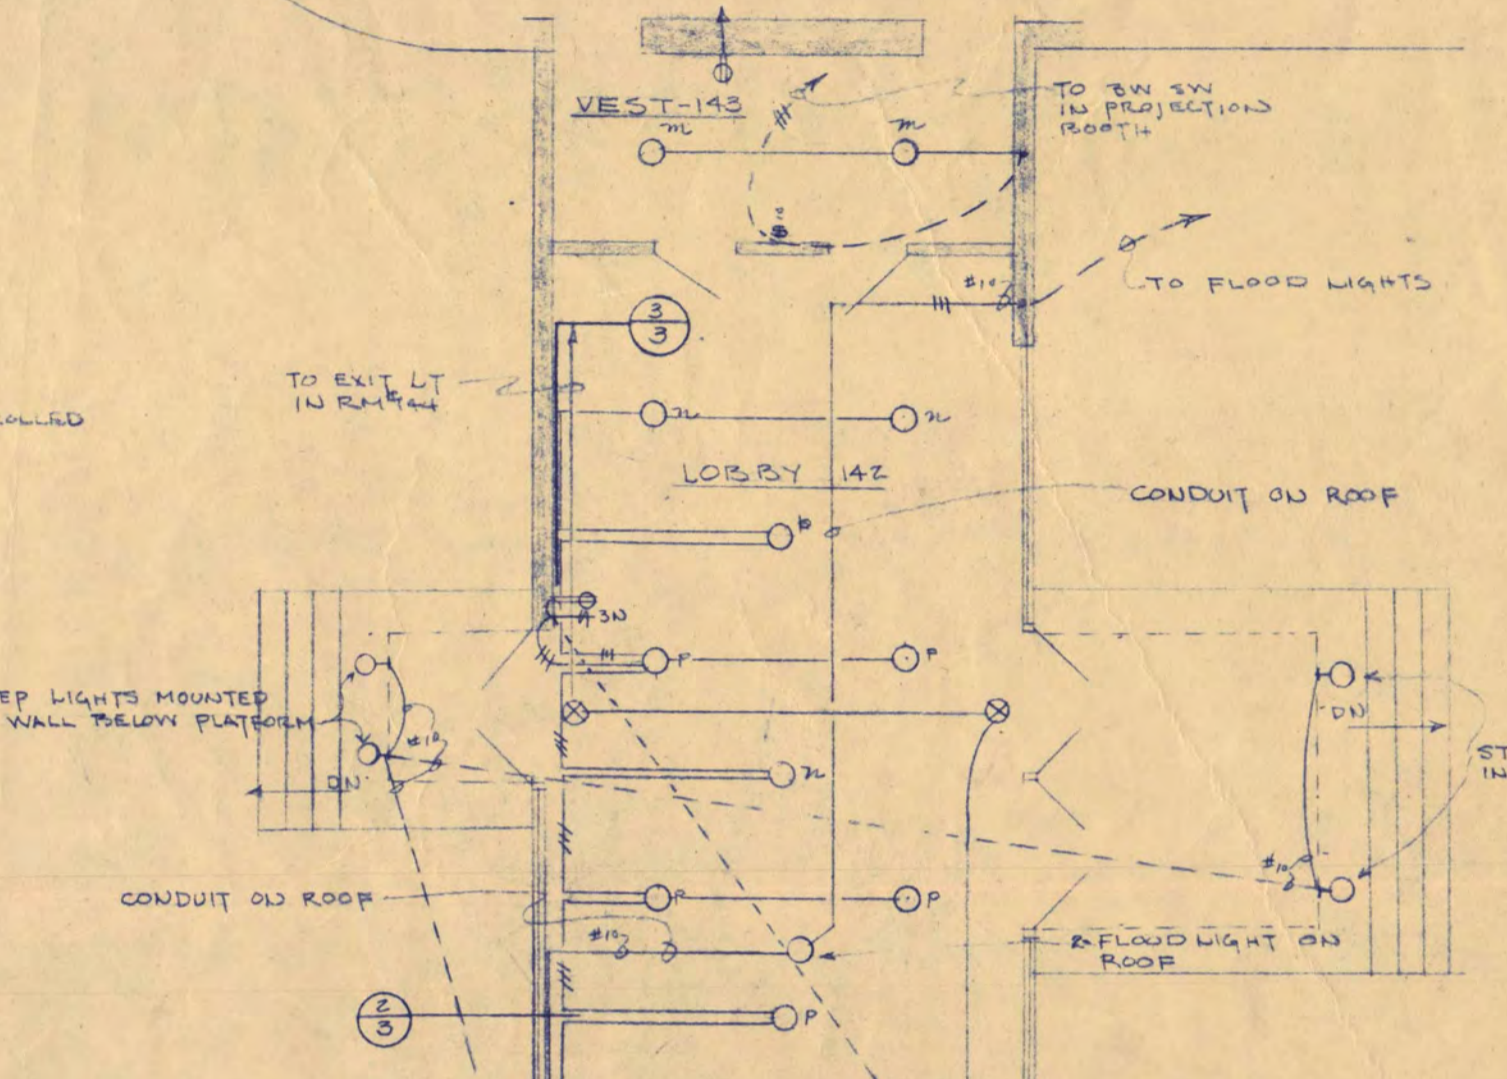 VEST-143
m
m
TO BW SW
IN PROJECTION
BOOTH
#10
TO FLOOD LIGHTS
3
3
TO EXIT LT
IN RM
n
n
LOBBY 142
CONDUIT ON ROOF
3N
P
P
EP LIGHTS MOUNTED
WALL BELOW PLATFORM
#10
DN
DN
ST
IN
n
#10
CONDUIT ON ROOF
P
P
#10
2-FLOOD LIGHT ON
ROOF
2
3
P